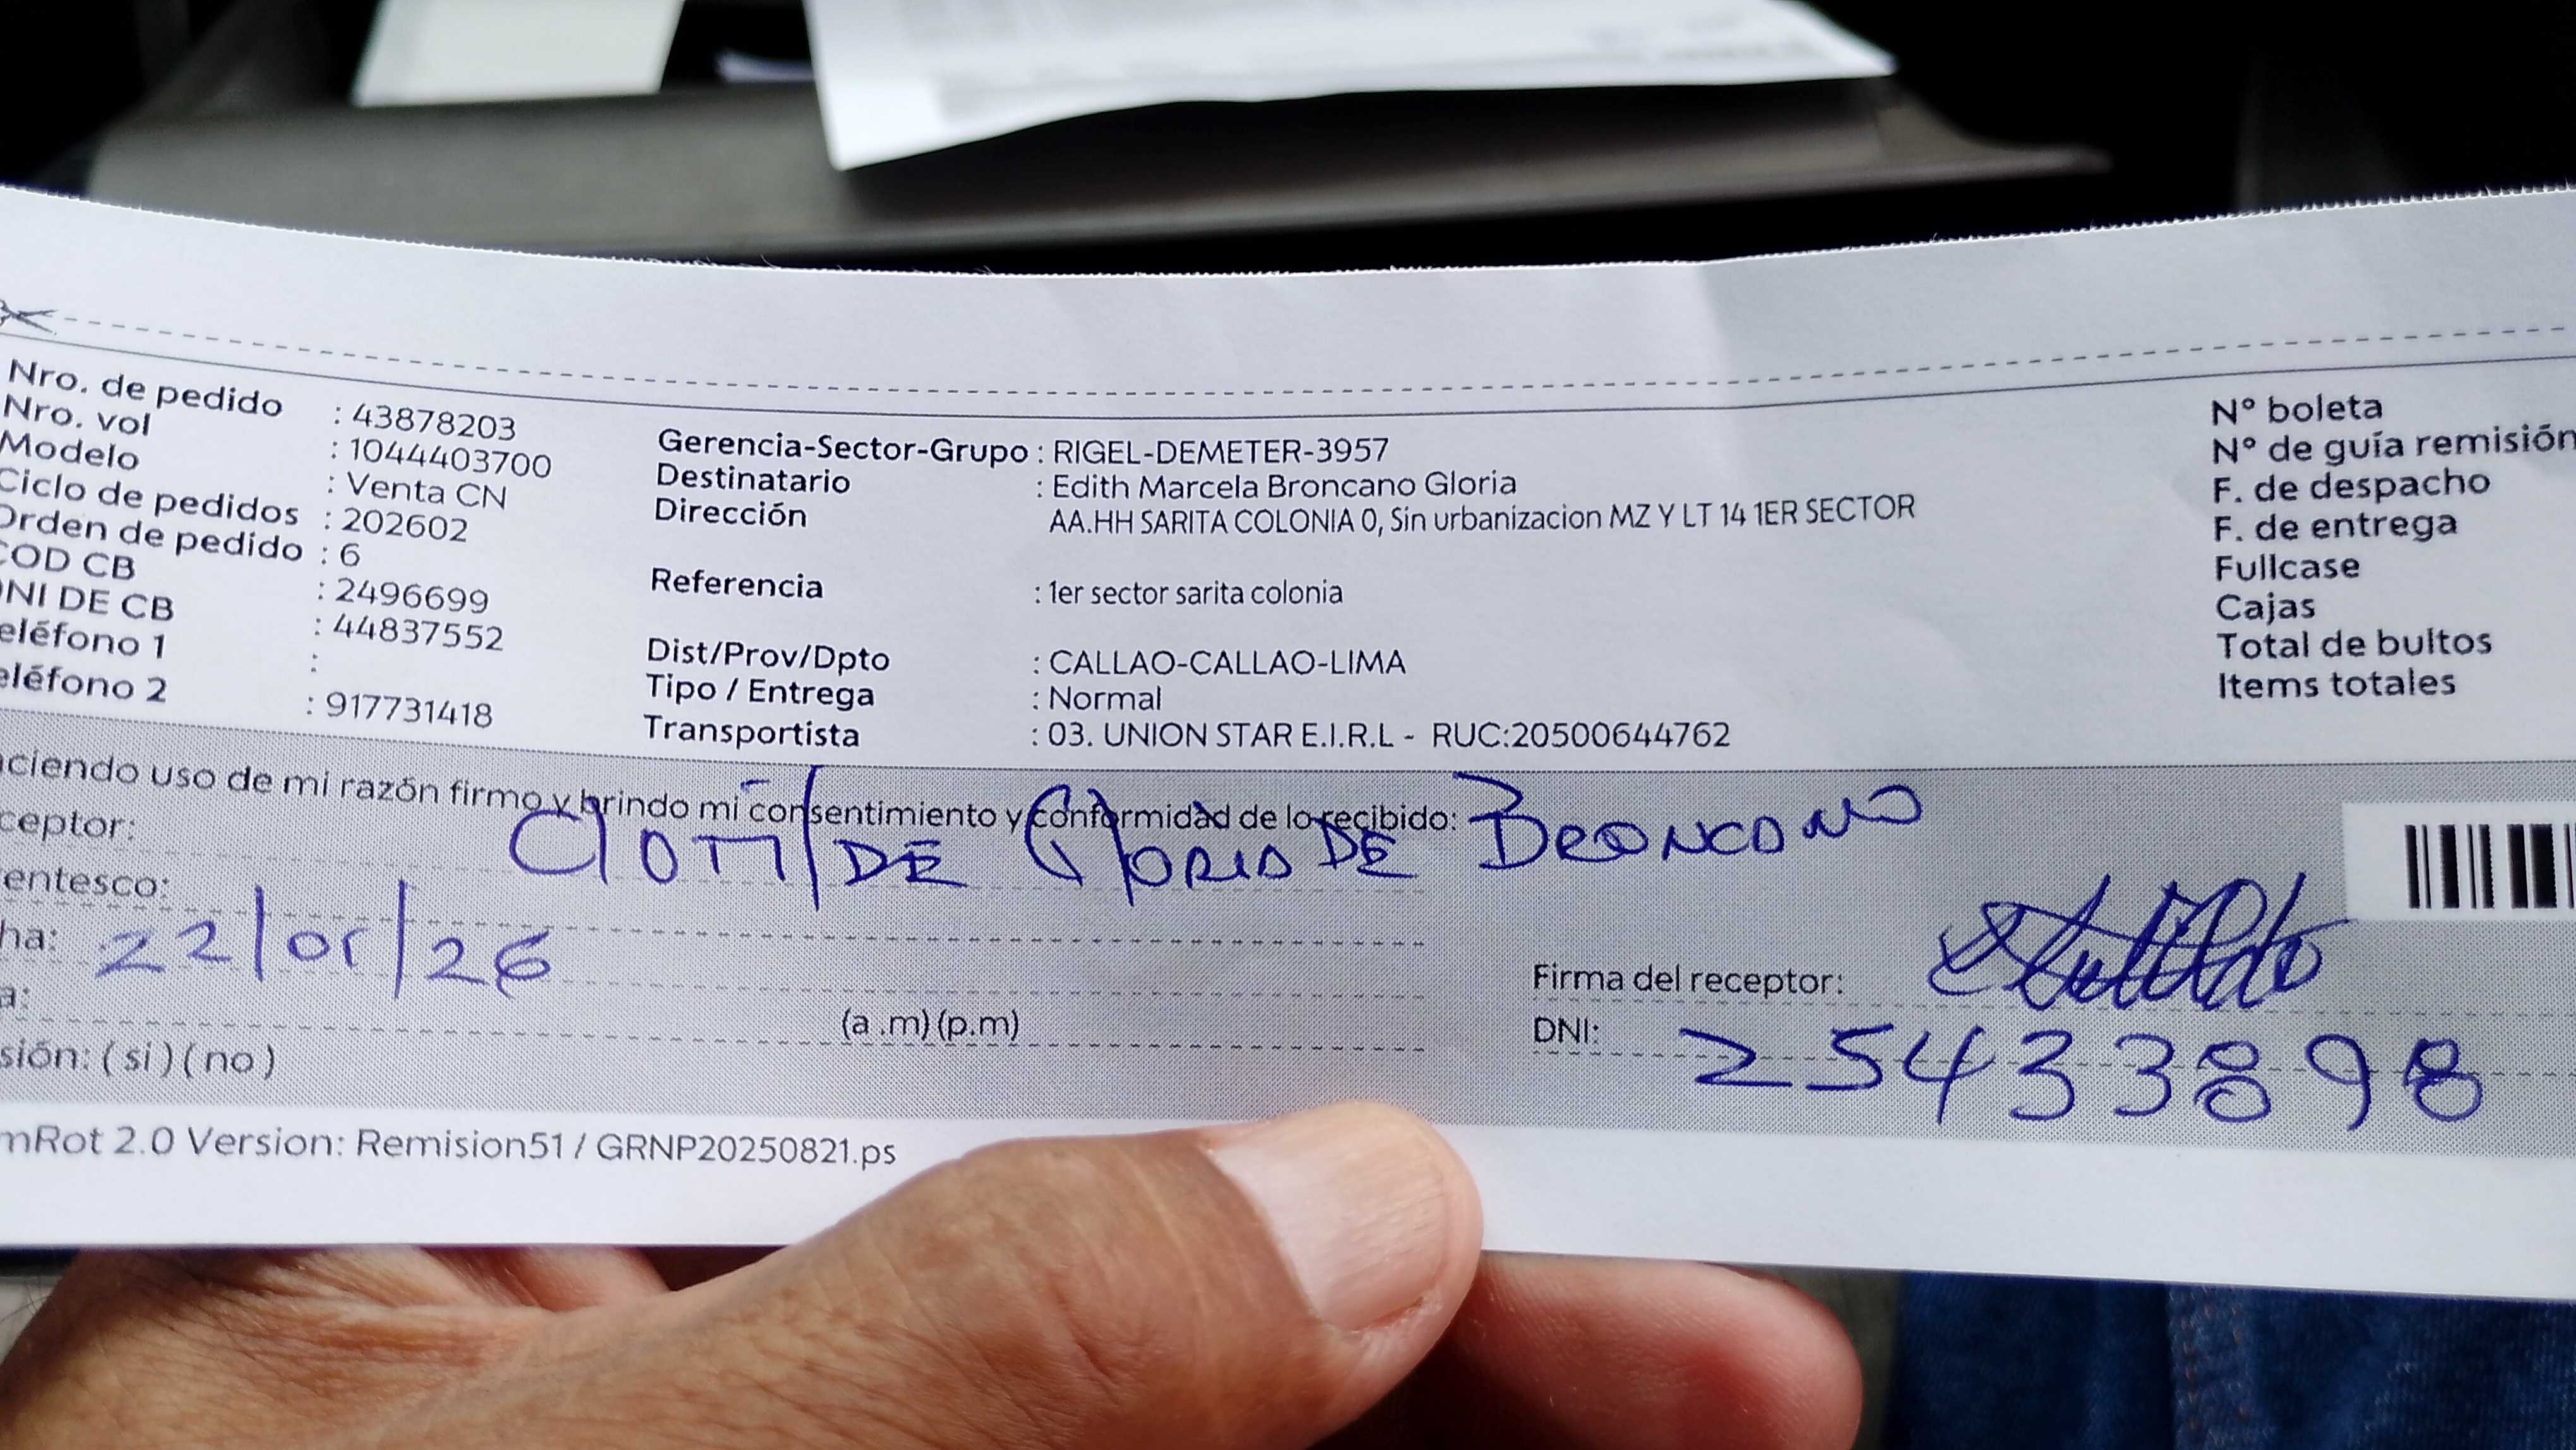 Nro. de pedido : 43878203
Nro. vol : 1044403700
Modelo : Venta CN
Ciclo de pedidos : 202602
Orden de pedido : 6
COD CB : 2496699
DNI DE CB : 44837552
eléfono 1 :
eléfono 2 : 917731418
Gerencia-Sector-Grupo : RIGEL-DEMETER-3957
Destinatario : Edith Marcela Broncano Gloria
Dirección AA.HH SARITA COLONIA 0, Sin urbanizacion MZ Y LT 14 1ER SECTOR
Referencia : 1er sector sarita colonia
Dist/Prov/Dpto : CALLAO-CALLAO-LIMA
Tipo / Entrega : Normal
Transportista : 03. UNION STAR E.I.R.L - RUC:20500644762
N° boleta
N° de guía remisión
F. de despacho
F. de entrega
Fullcase
Cajas
Total de bultos
Items totales
aciendo uso de mi razón firmo y brindo mi consentimiento y conformidad de lo recibido:
ceptor: Clotilde Gloria DE Broncano
entesco:
ha: 22/01/26
a: (a .m) (p.m)
sión: ( si ) ( no )
Firma del receptor:
DNI: 25433898
mRot 2.0 Version: Remision51 / GRNP20250821.ps